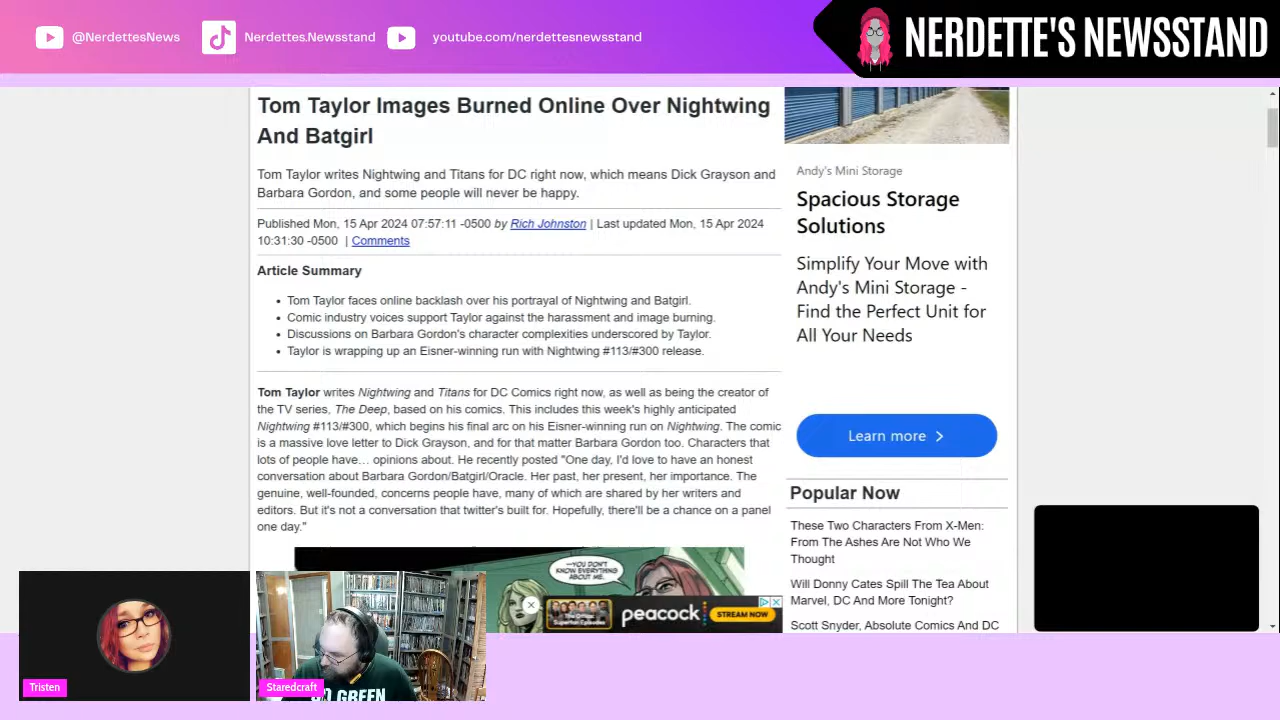 @NerdettesNews
Nerdettes.Newsstand
youtube.com/nerdettesnewsstand
NERDETTE'S NEWSSTAND
Tom Taylor Images Burned Online Over Nightwing
And Batgirl
Tom Taylor writes Nightwing and Titans for DC right now, which means Dick Grayson and
Barbara Gordon, and some people will never be happy.
Published Mon, 15 Apr 2024 07:57:11 -0500 by Rich Johnston | Last updated Mon, 15 Apr 2024
10:31:30 -0500 | Comments
Article Summary
• Tom Taylor faces online backlash over his portrayal of Nightwing and Batgirl.
• Comic industry voices support Taylor against the harassment and image burning.
• Discussions on Barbara Gordon's character complexities underscored by Taylor.
• Taylor is wrapping up an Eisner-winning run with Nightwing #113/#300 release.
Tom Taylor writes Nightwing and Titans for DC Comics right now, as well as being the creator of
the TV series, The Deep, based on his comics. This includes this week's highly anticipated
Nightwing #113/#300, which begins his final arc on his Eisner-winning run on Nightwing. The comic
is a massive love letter to Dick Grayson, and for that matter Barbara Gordon too. Characters that
lots of people have… opinions about. He recently posted "One day, I'd love to have an honest
conversation about Barbara Gordon/Batgirl/Oracle. Her past, her present, her importance. The
genuine, well-founded, concerns people have, many of which are shared by her writers and
editors. But it's not a conversation that twitter's built for. Hopefully, there'll be a chance on a panel
one day."
—YOU DON'T
KNOW EVERYTHING
ABOUT ME.
The Office
Superfan Episodes
peacock
STREAM NOW
Andy's Mini Storage
Spacious Storage
Solutions
Simplify Your Move with
Andy's Mini Storage -
Find the Perfect Unit for
All Your Needs
Learn more
Popular Now
These Two Characters From X-Men:
From The Ashes Are Not Who We
Thought
Will Donny Cates Spill The Tea About
Marvel, DC And More Tonight?
Scott Snyder, Absolute Comics And DC
Tristen
Staredcraft
GO GREEN